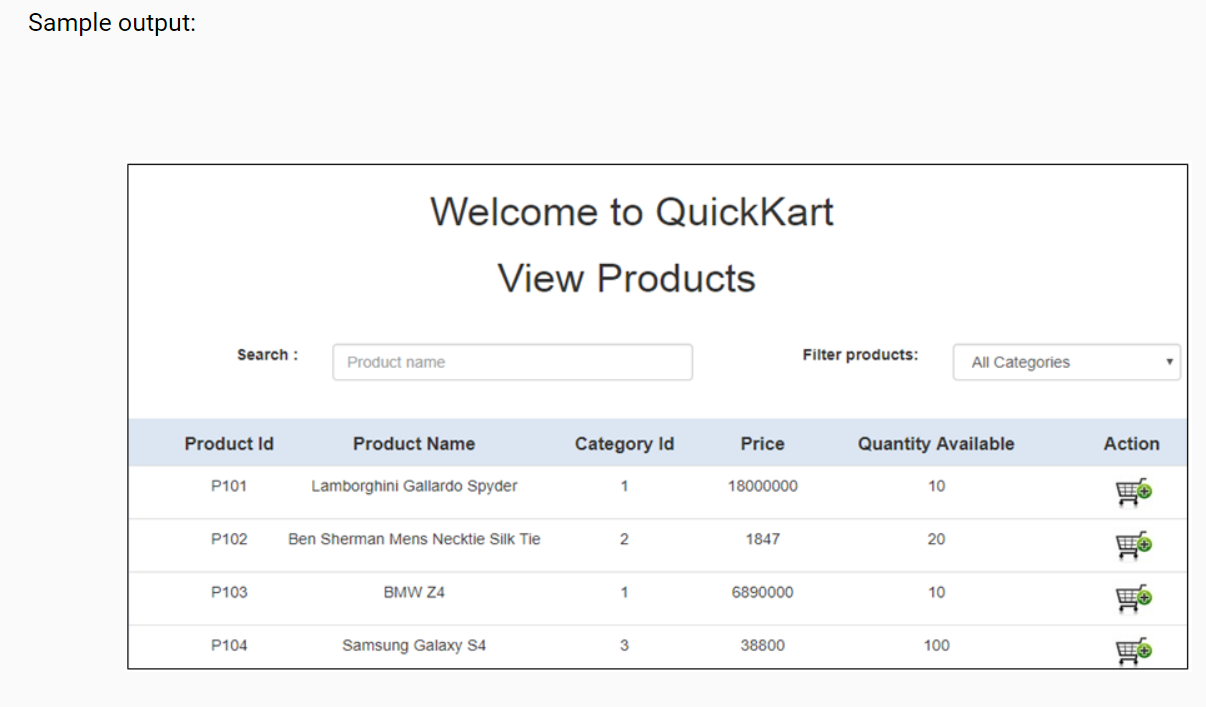 Sample output:
Welcome to QuickKart
View Products
Search : Product name Filter products: All Categories
Product Id Product Name Category Id Price Quantity Available Action
P101 Lamborghini Gallardo Spyder 1 18000000 10
P102 Ben Sherman Mens Necktie Silk Tie 2 1847 20
P103 BMW Z4 1 6890000 10
P104 Samsung Galaxy S4 3 38800 100